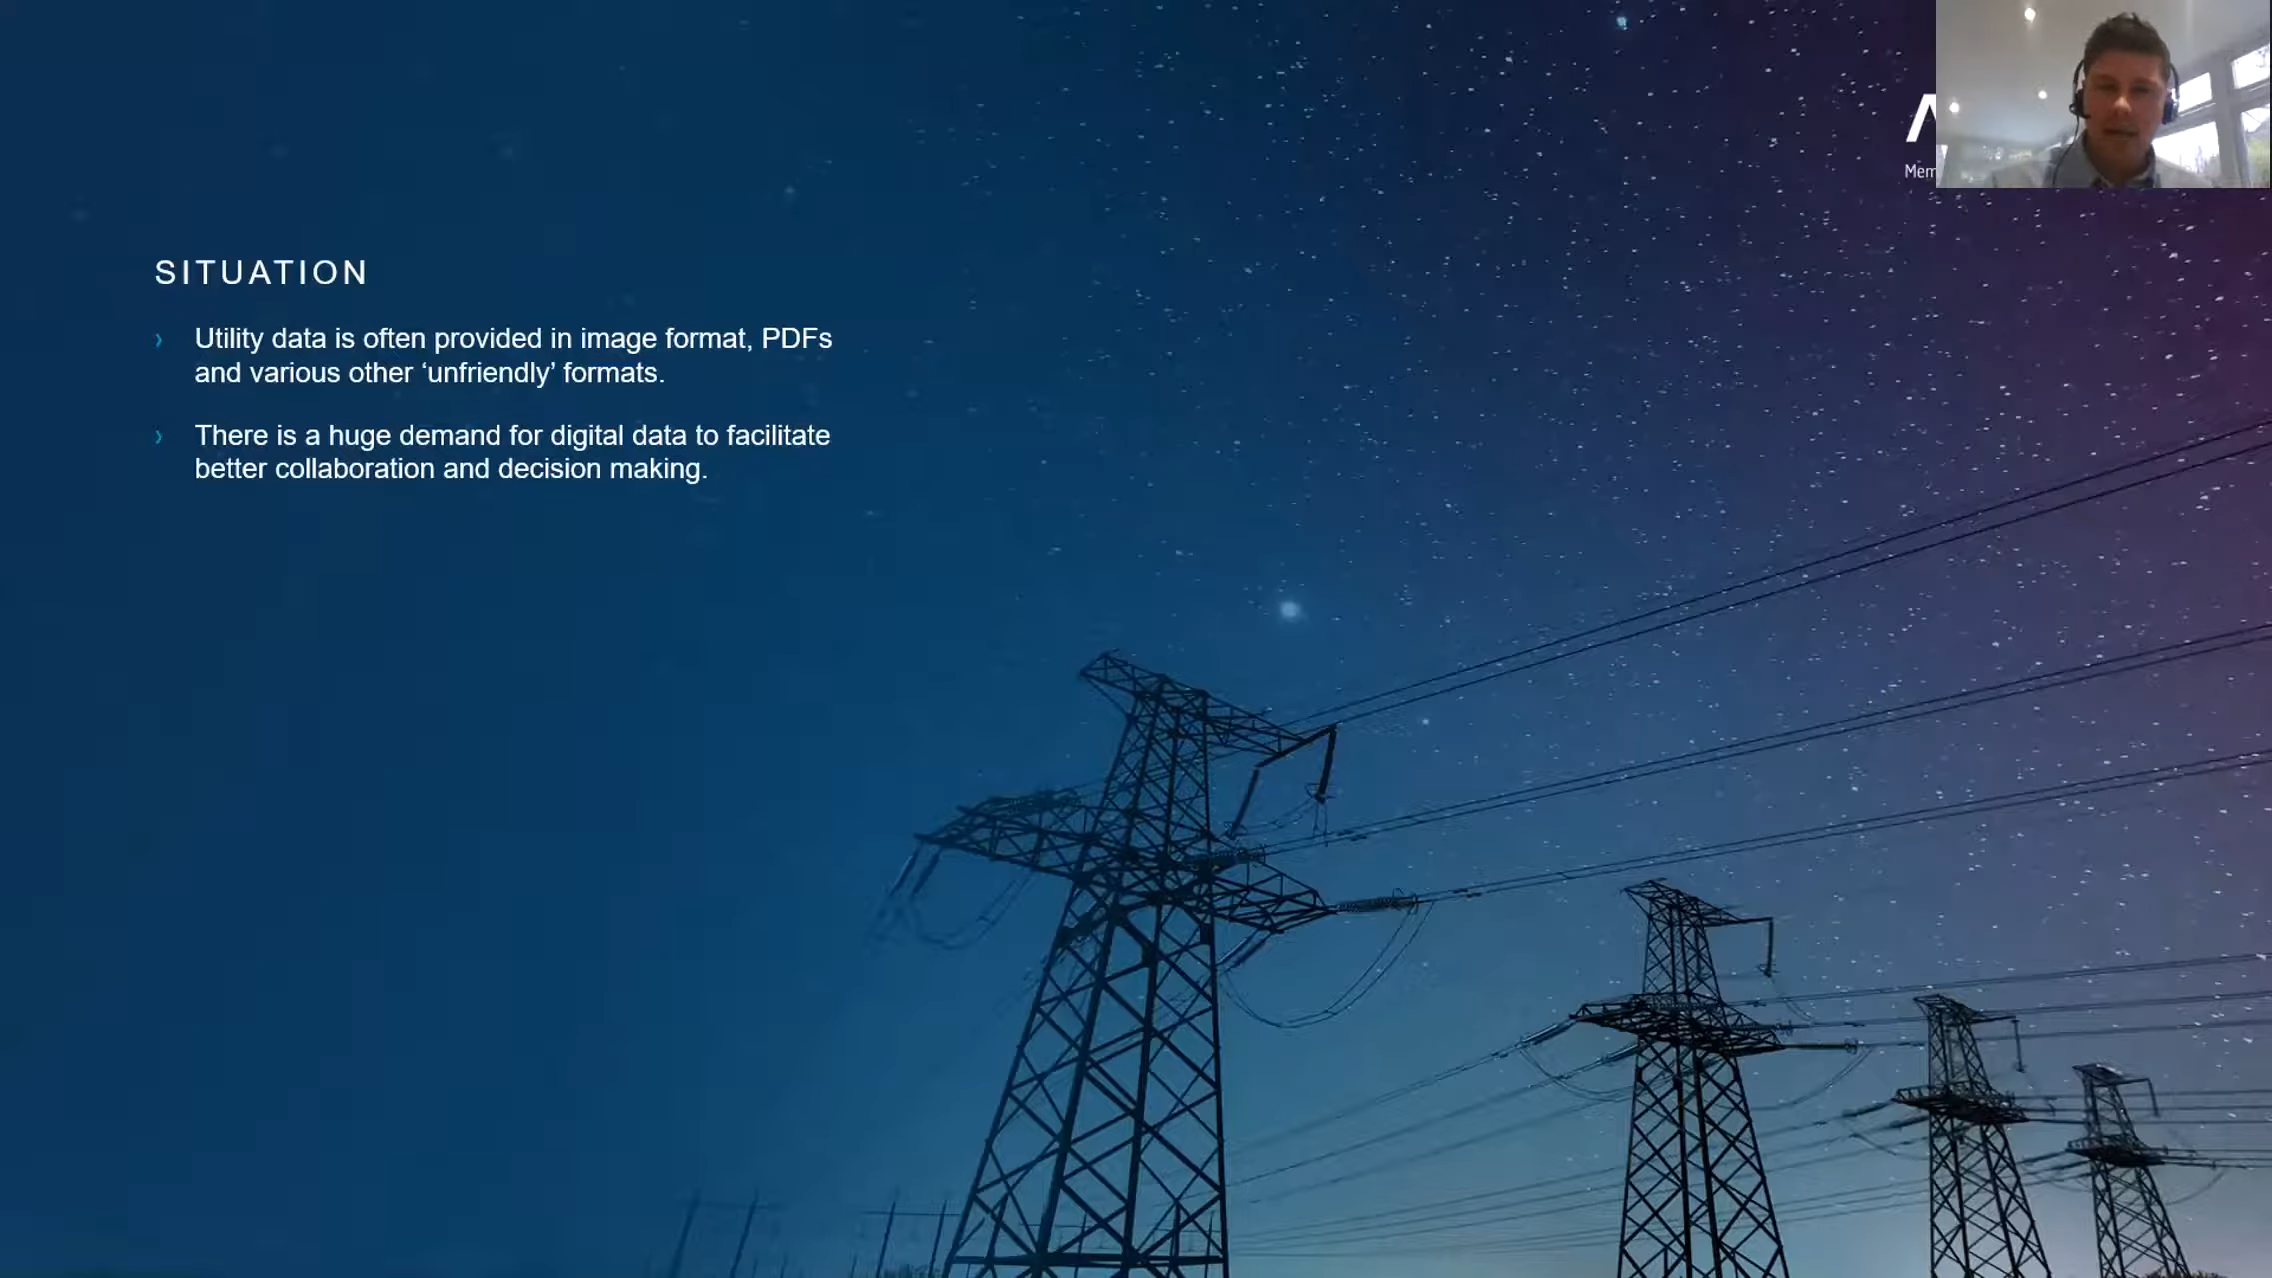 SITUATION
› Utility data is often provided in image format, PDFs
and various other ‘unfriendly’ formats.
› There is a huge demand for digital data to facilitate
better collaboration and decision making.